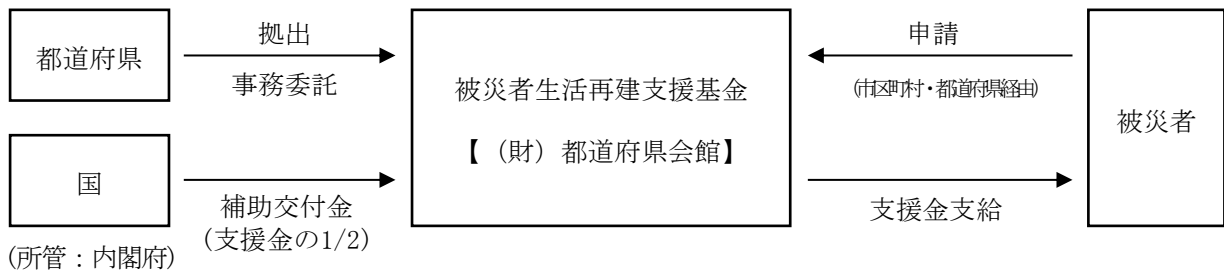 都道府県
拠出
事務委託
国
(所管：内閣府)
補助交付金
(支援金の1/2)
被災者生活再建支援基金
【（財）都道府県会館】
申請
(市区町村・都道府県経由)
支援金支給
被災者